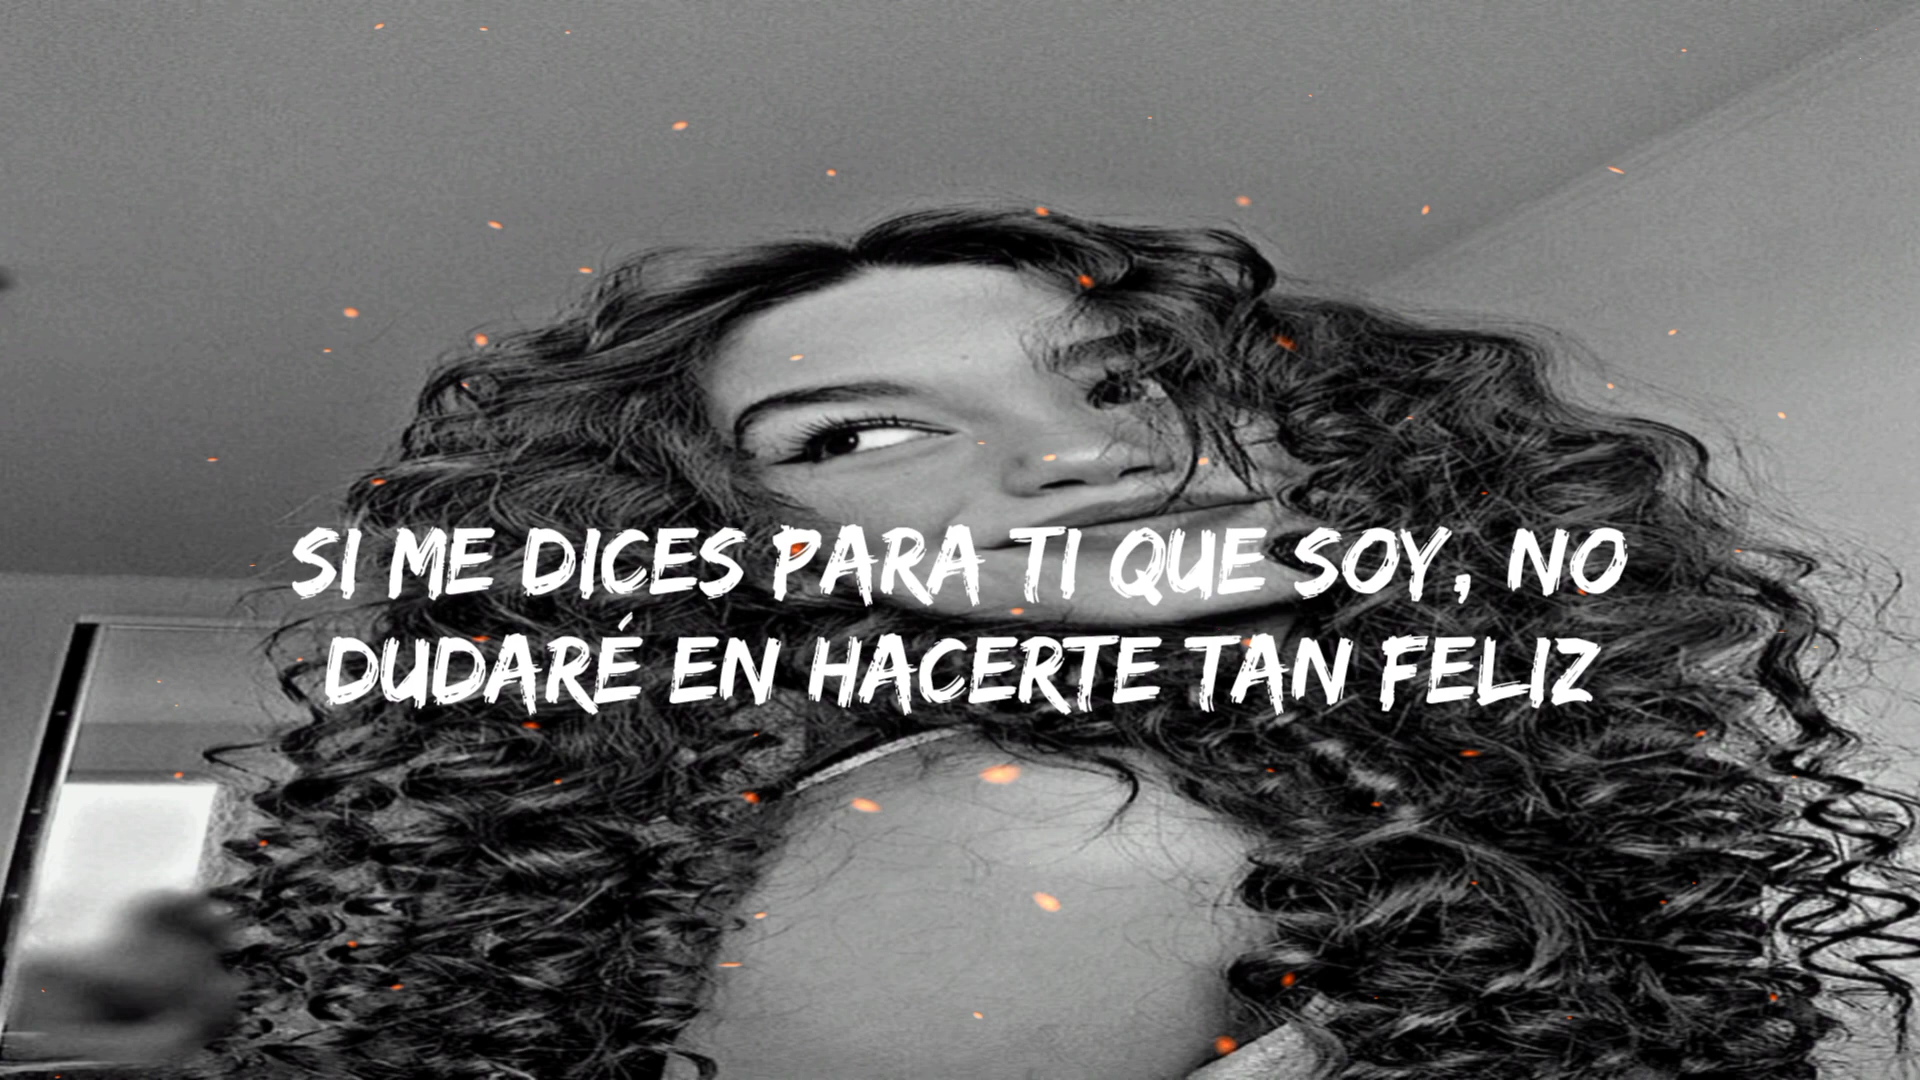 SI ME DICES PARA TI QUE SOY, NO
DUDARÉ EN HACERTE TAN FELIZ